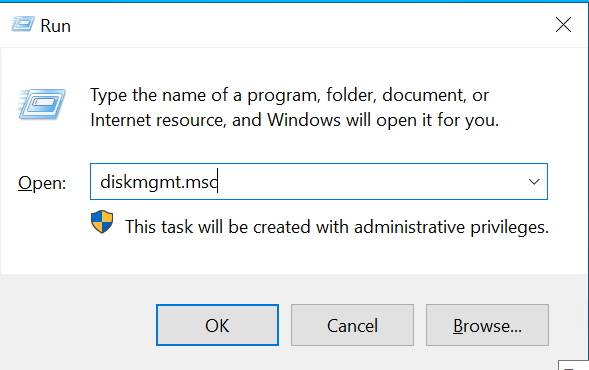 Run
Type the name of a program, folder, document, or
Internet resource, and Windows will open it for you.
Open: diskmgmt.msc
This task will be created with administrative privileges.
OK Cancel Browse...